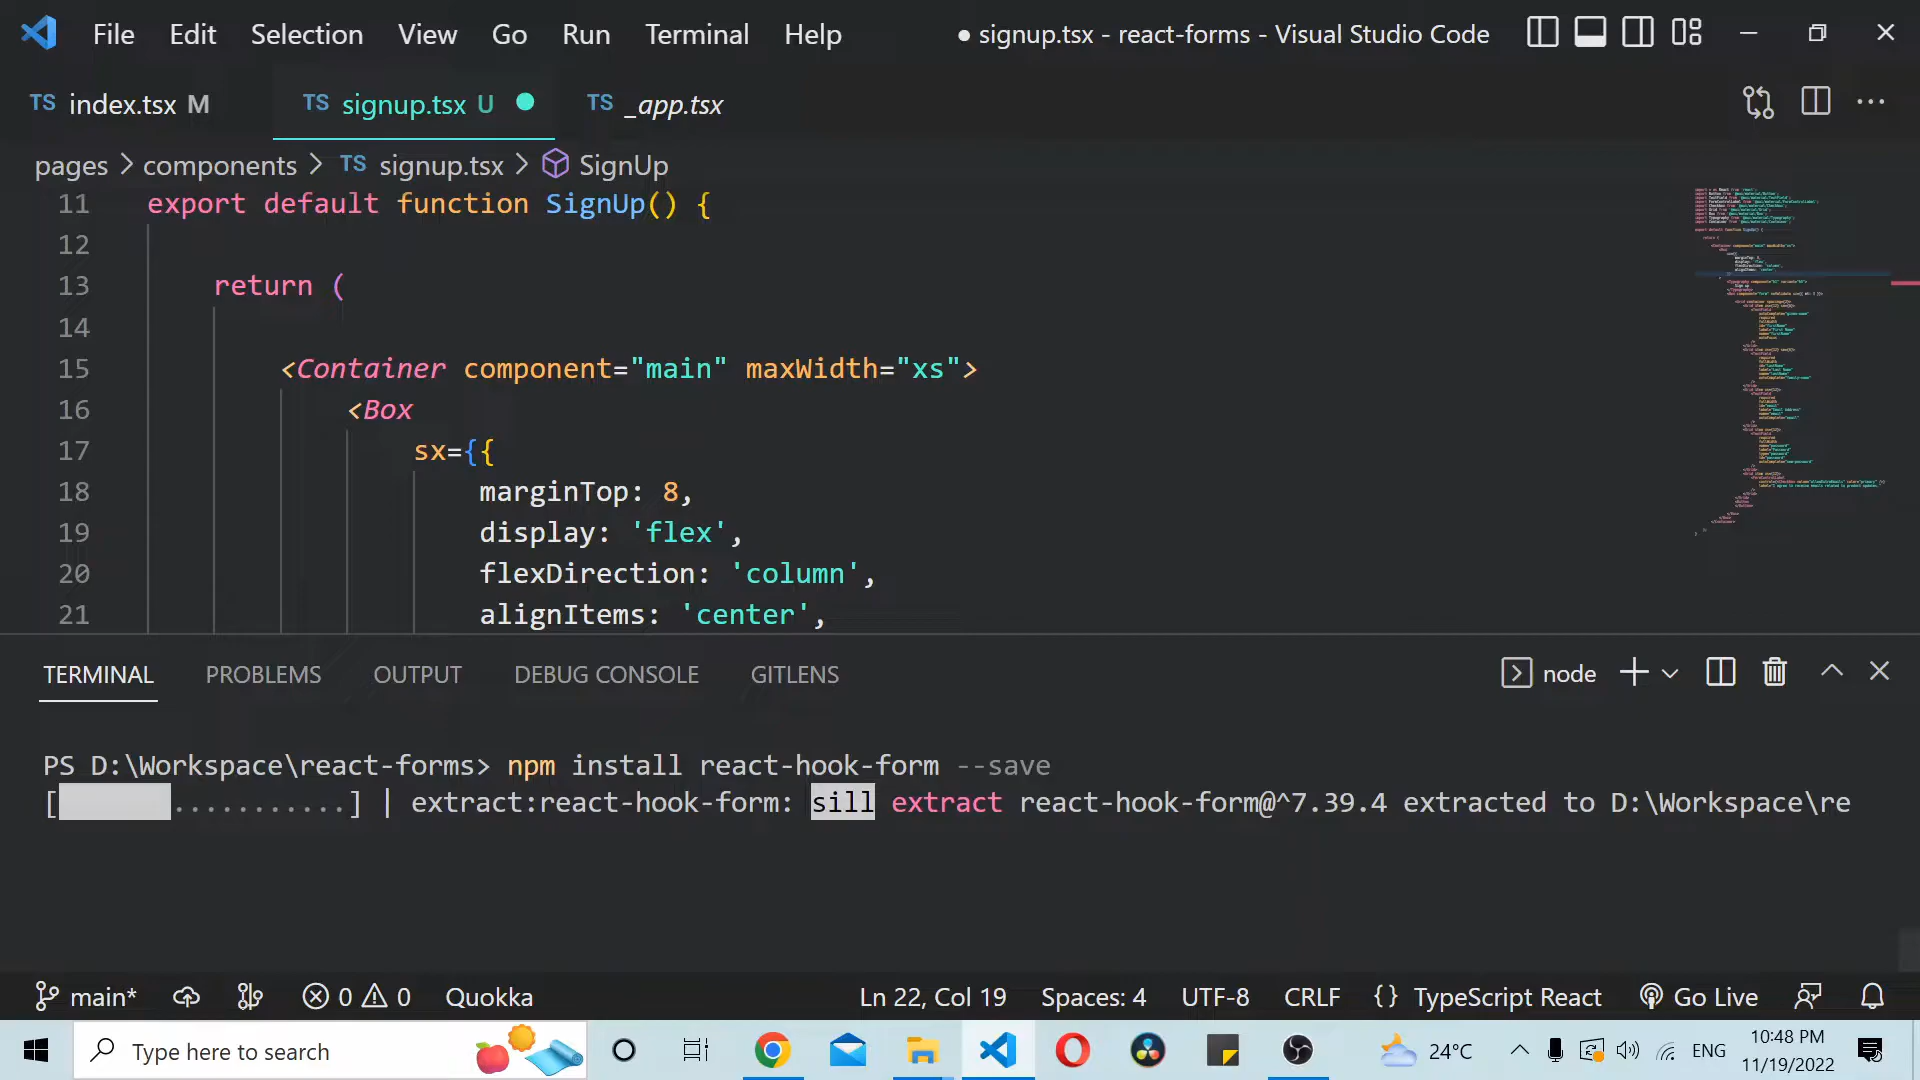 File Edit Selection View Go Run Terminal Help ● signup.tsx - react-forms - Visual Studio Code
TS index.tsx M TS signup.tsx U TS _app.tsx
pages > components > TS signup.tsx > SignUp
11 export default function SignUp() {
12
13 return (
14
15 <Container component="main" maxWidth="xs">
16 <Box
17 sx={{
18 marginTop: 8,
19 display: 'flex',
20 flexDirection: 'column',
21 alignItems: 'center',
TERMINAL PROBLEMS OUTPUT DEBUG CONSOLE GITLENS node
PS D:\Workspace\react-forms> npm install react-hook-form --save
[...........] | extract:react-hook-form: sill extract react-hook-form@^7.39.4 extracted to D:\Workspace\re
main* 0 0 Quokka Ln 22, Col 19 Spaces: 4 UTF-8 CRLF {} TypeScript React Go Live
Type here to search 24°C ENG 10:48 PM
11/19/2022